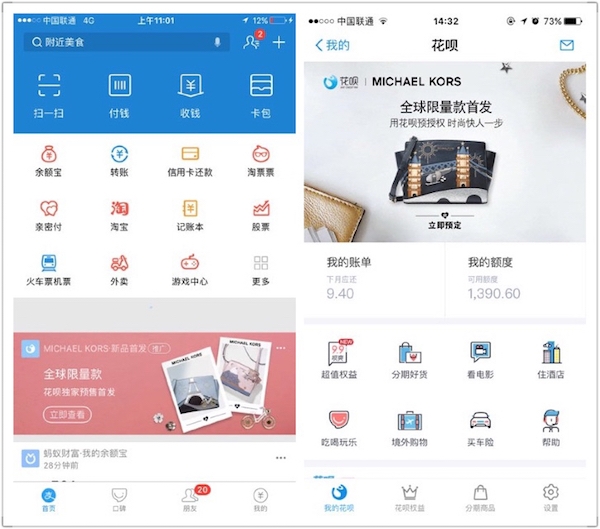 中国联通 4G
上午11:01
12%
附近美食
2
扫一扫
付钱
收钱
卡包
余额宝
转账
信用卡还款
淘票票
亲密付
淘宝
记账本
股票
火车票机票
外卖
游戏中心
更多
MICHAEL KORS·新品首发
推广
全球限量款
花呗独家预售首发
立即查看
蚂蚁财富·我的余额宝
28分钟前
首页
口碑
20
朋友
我的
中国联通
14:32
73%
我的
花呗
花呗
MICHAEL KORS
全球限量款首发
用花呗预授权 时尚快人一步
立即预定
我的账单
下月应还
9.40
我的额度
可用额度
1,390.60
NEW
9.9
超值权益
分期好货
看电影
住酒店
吃喝玩乐
境外购物
买车险
帮助
我的花呗
花呗权益
分期商品
设置